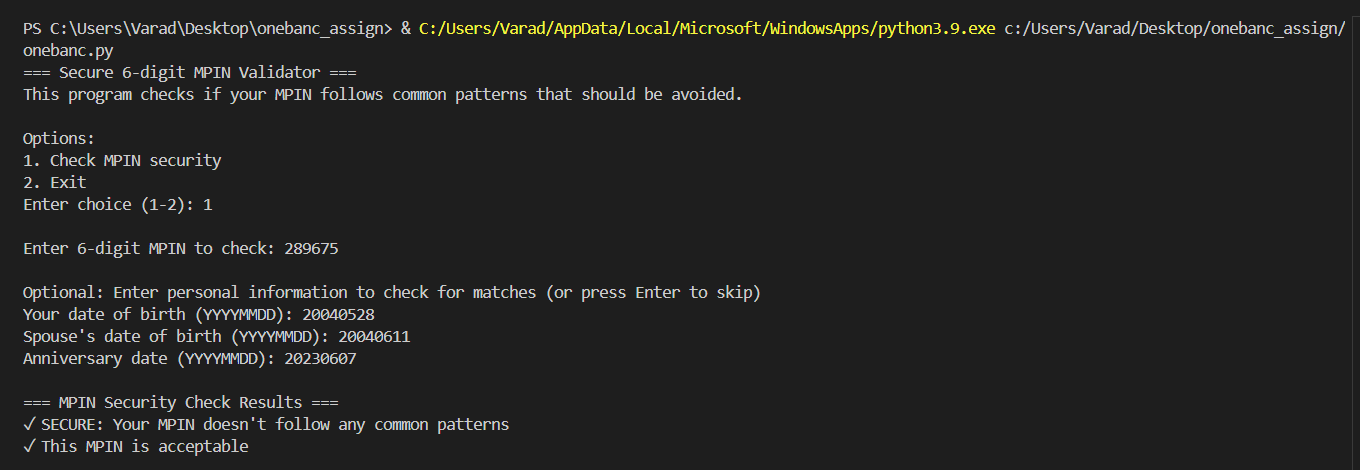 PS C:\Users\Varad\Desktop\onebanc_assign> & C:/Users/Varad/AppData/Local/Microsoft/WindowsApps/python3.9.exe c:/Users/Varad/Desktop/onebanc_assign/
onebanc.py
=== Secure 6-digit MPIN Validator ===
This program checks if your MPIN follows common patterns that should be avoided.
Options:
1. Check MPIN security
2. Exit
Enter choice (1-2): 1
Enter 6-digit MPIN to check: 289675
Optional: Enter personal information to check for matches (or press Enter to skip)
Your date of birth (YYYYMMDD): 20040528
Spouse's date of birth (YYYYMMDD): 20040611
Anniversary date (YYYYMMDD): 20230607
=== MPIN Security Check Results ===
✓ SECURE: Your MPIN doesn't follow any common patterns
✓ This MPIN is acceptable